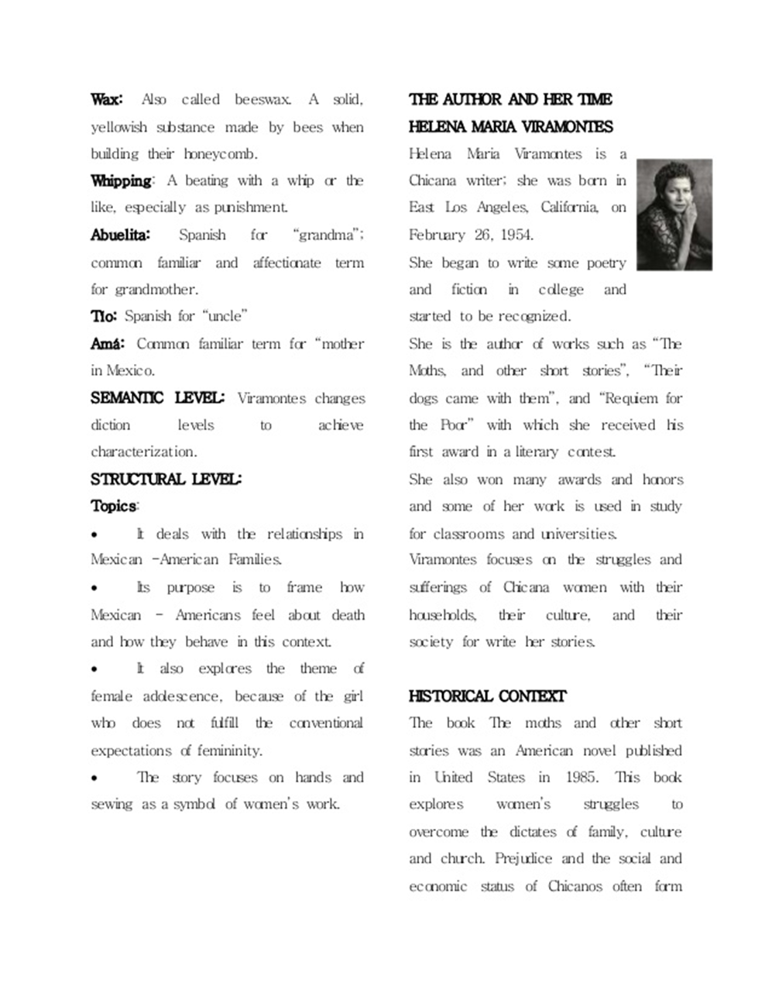 Wax: Also called beeswax. A solid,
yellowish substance made by bees when
building their honeycomb.
Whipping: A beating with a whip or the
like, especially as punishment.
Abuelita: Spanish for “grandma”;
common familiar and affectionate term
for grandmother.
Tío: Spanish for “uncle”
Amá: Common familiar term for “mother
in Mexico.
SEMANTIC LEVEL: Viramontes changes
diction levels to achieve
characterization.
STRUCTURAL LEVEL:
Topics:
• It deals with the relationships in
Mexican -American Families.
• Its purpose is to frame how
Mexican - Americans feel about death
and how they behave in this context.
• It also explores the theme of
female adolescence, because of the girl
who does not fulfill the conventional
expectations of femininity.
• The story focuses on hands and
sewing as a symbol of women's work.
THE AUTHOR AND HER TIME
HELENA MARIA VIRAMONTES
Helena Maria Viramontes is a
Chicana writer; she was born in
East Los Angeles, California, on
February 26, 1954.
She began to write some poetry
and fiction in college and
started to be recognized.
She is the author of works such as “The
Moths, and other short stories”, “Their
dogs came with them”, and “Requiem for
the Poor” with which she received his
first award in a literary contest.
She also won many awards and honors
and some of her work is used in study
for classrooms and universities.
Viramontes focuses on the struggles and
sufferings of Chicana women with their
households, their culture, and their
society for write her stories.
HISTORICAL CONTEXT
The book The moths and other short
stories was an American novel published
in United States in 1985. This book
explores women's struggles to
overcome the dictates of family, culture
and church. Prejudice and the social and
economic status of Chicanos often form